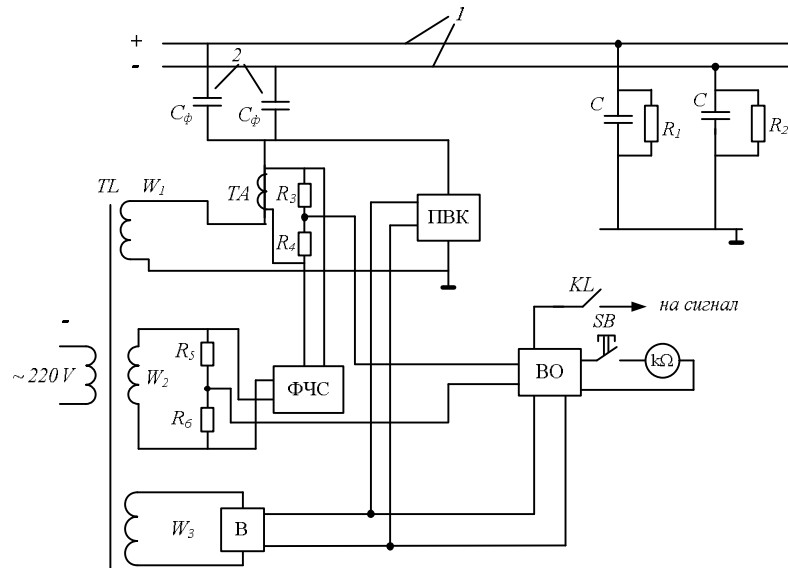 1
+
-
2
Cф
Cф
C
R1
C
R2
TL
W1
TA
R3
R4
ПВК
KL
на сигнал
SB
kΩ
-
~ 220 V
R5
W2
Rб
ФЧС
ВО
W3
В